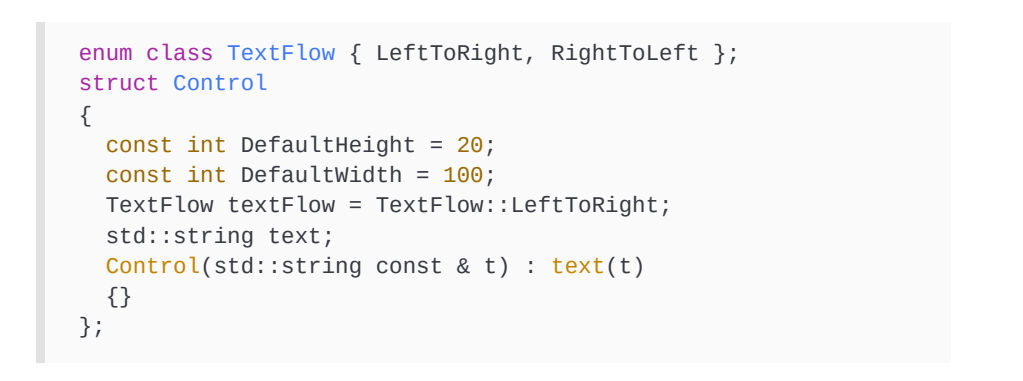 enum class TextFlow { LeftToRight, RightToLeft };
struct Control
{
  const int DefaultHeight = 20;
  const int DefaultWidth = 100;
  TextFlow textFlow = TextFlow::LeftToRight;
  std::string text;
  Control(std::string const & t) : text(t)
  {}
};